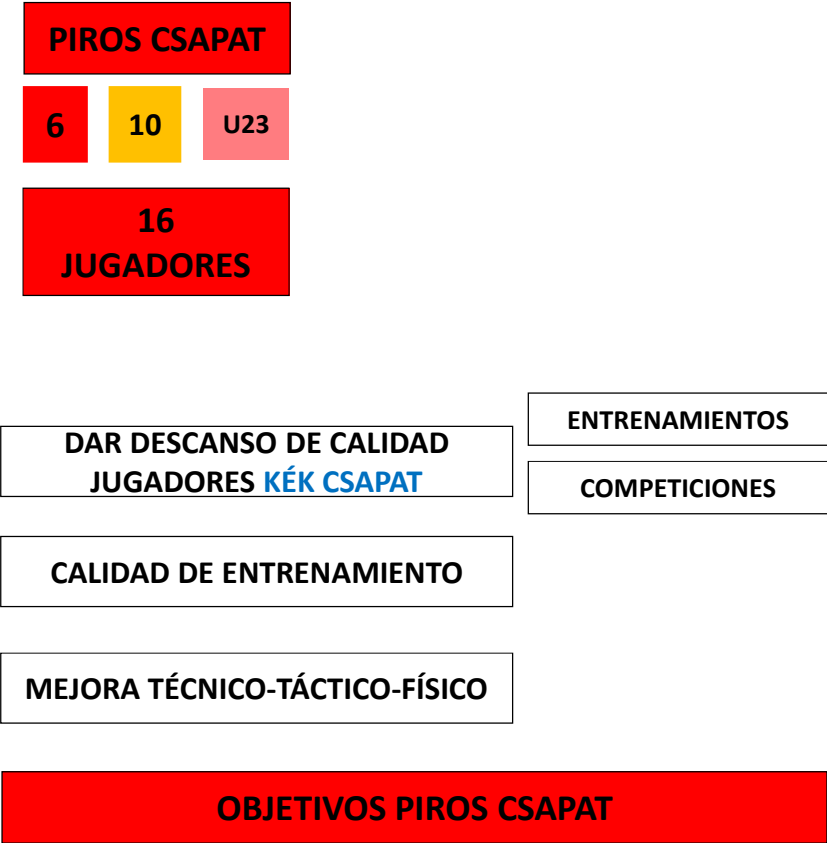 PIROS CSAPAT
6
10
U23
16
JUGADORES
DAR DESCANSO DE CALIDAD
JUGADORES KÉK CSAPAT
ENTRENAMIENTOS
COMPETICIONES
CALIDAD DE ENTRENAMIENTO
MEJORA TÉCNICO-TÁCTICO-FÍSICO
OBJETIVOS PIROS CSAPAT